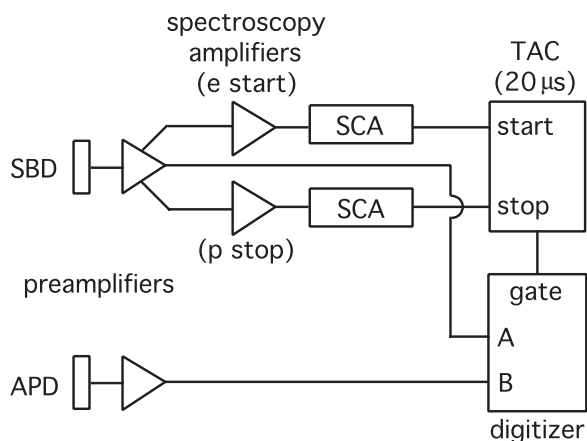 spectroscopy
amplifiers
(e start)
TAC
(20 µs)
SCA
start
SBD
SCA
stop
(p stop)
preamplifiers
gate
A
APD
B
digitizer